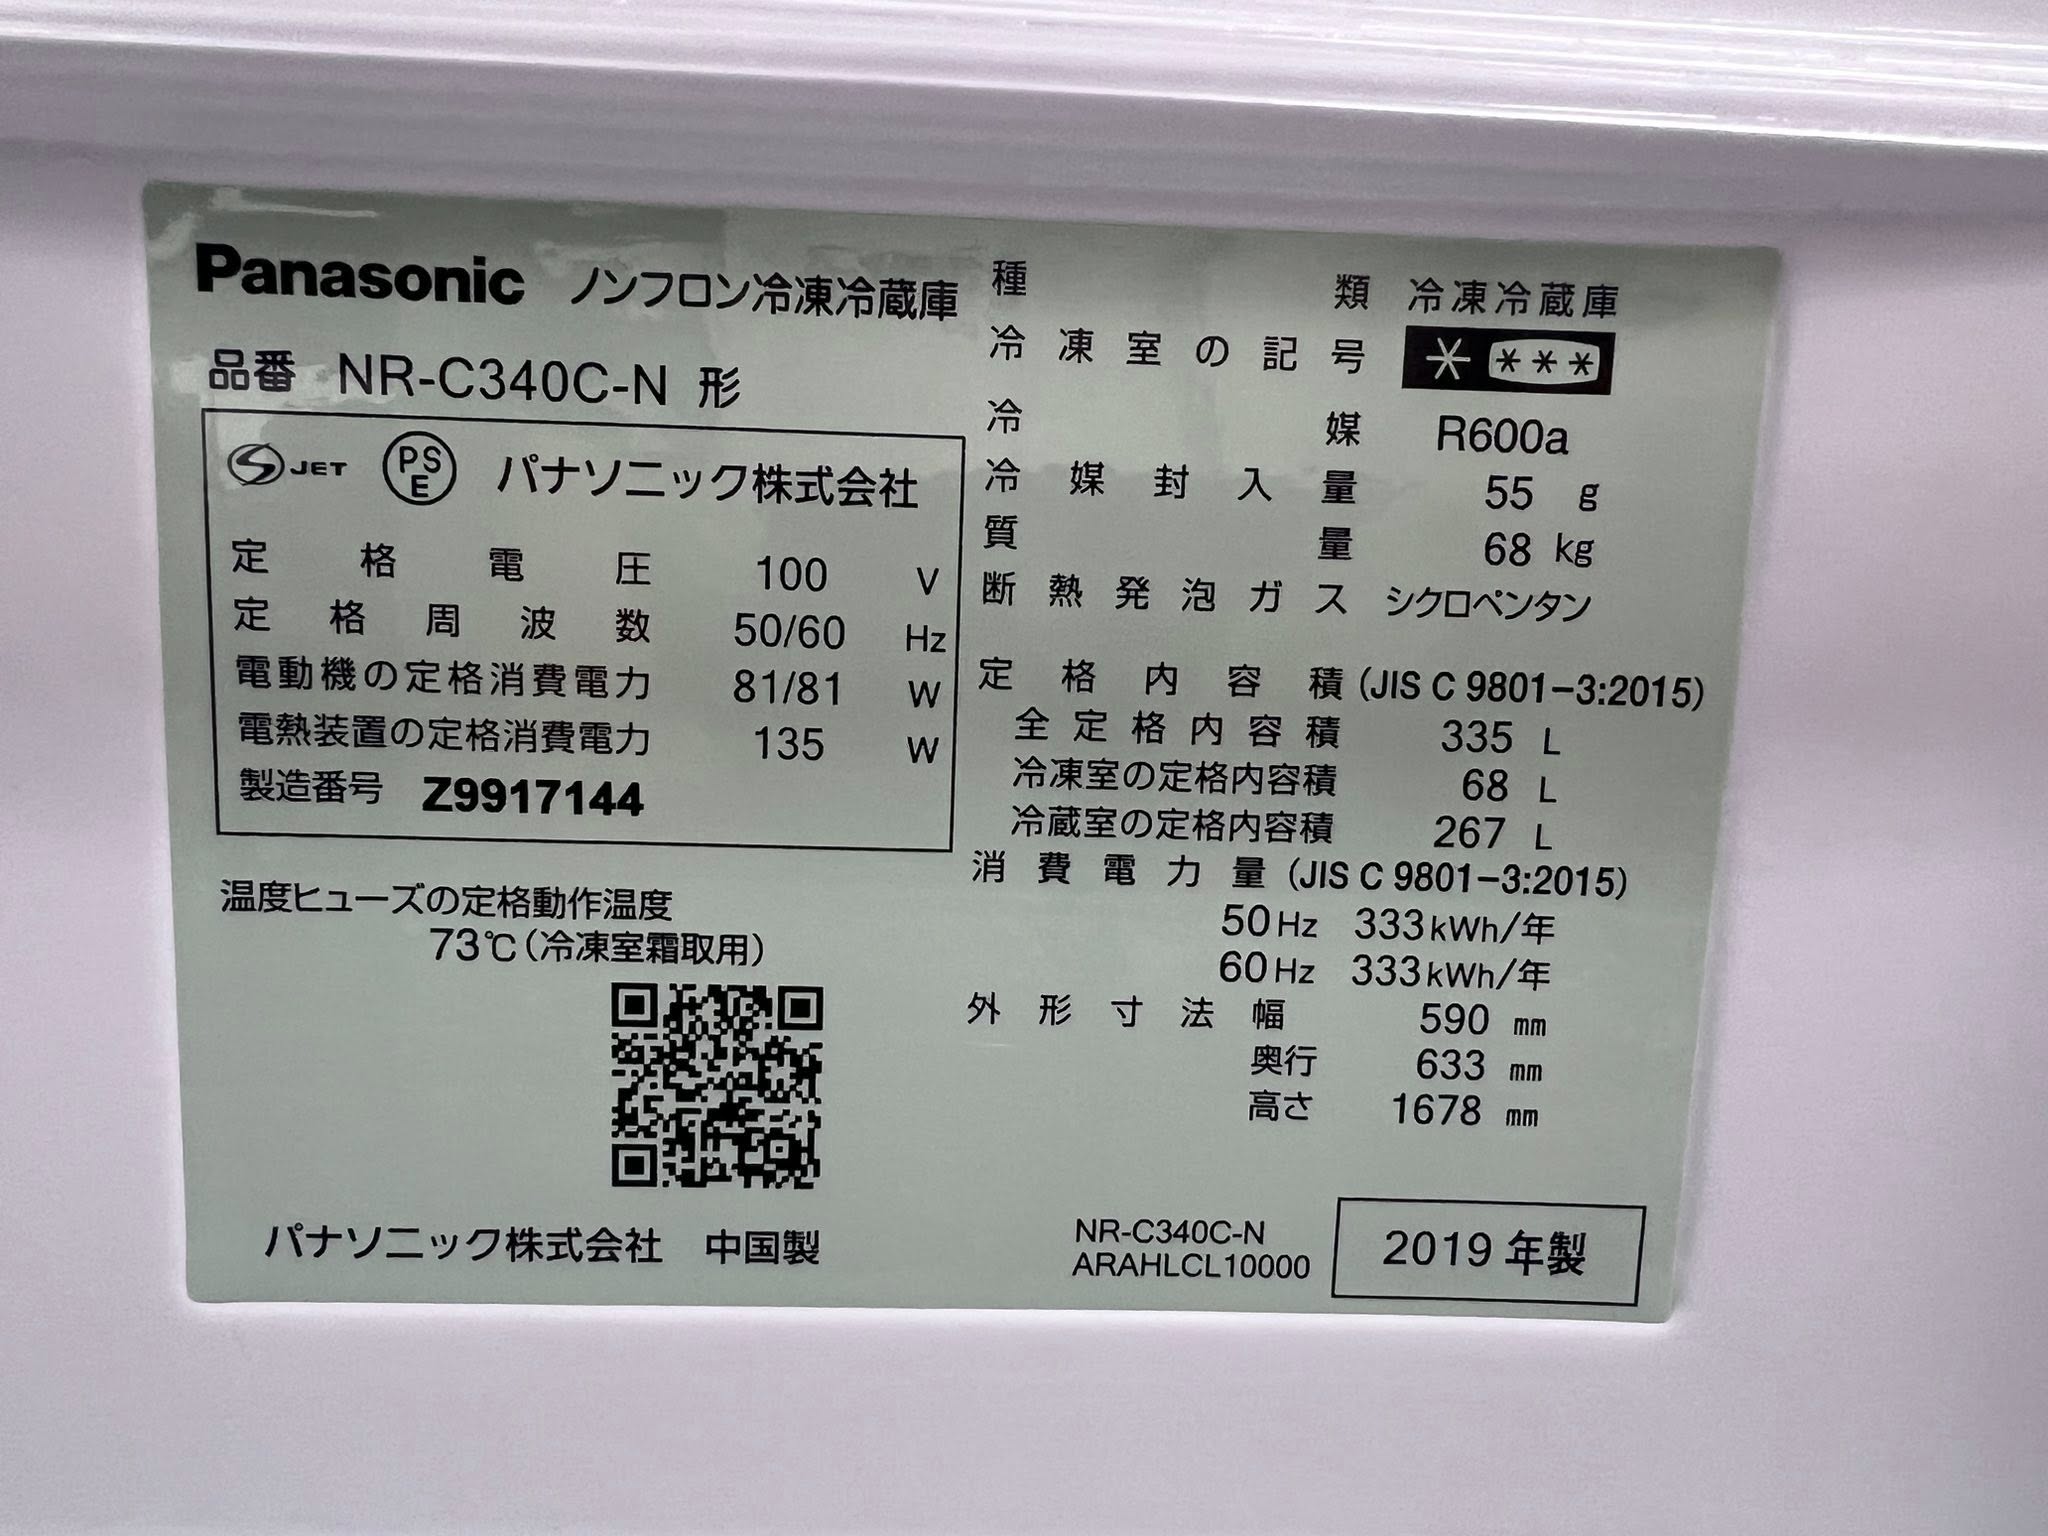 Panasonic ノンフロン冷凍冷蔵庫
品番 NR-C340C-N 形
S JET PSE パナソニック株式会社
定格電圧 100 V
定格周波数 50/60 Hz
電動機の定格消費電力 81/81 W
電熱装置の定格消費電力 135 W
製造番号 Z9917144
温度ヒューズの定格動作温度
73℃(冷凍室霜取用)
パナソニック株式会社 中国製
種類 冷凍冷蔵庫
冷凍室の記号 * ***
冷媒 R600a
冷媒封入量 55 g
質量 68 kg
断熱発泡ガス シクロペンタン
定格内容積 (JIS C 9801-3:2015)
全定格内容積 335 L
冷凍室の定格内容積 68 L
冷蔵室の定格内容積 267 L
消費電力量 (JIS C 9801-3:2015)
50Hz 333kWh/年
60Hz 333kWh/年
外形寸法 幅 590 mm
奥行 633 mm
高さ 1678 mm
NR-C340C-N
ARAHLCL10000
2019年製